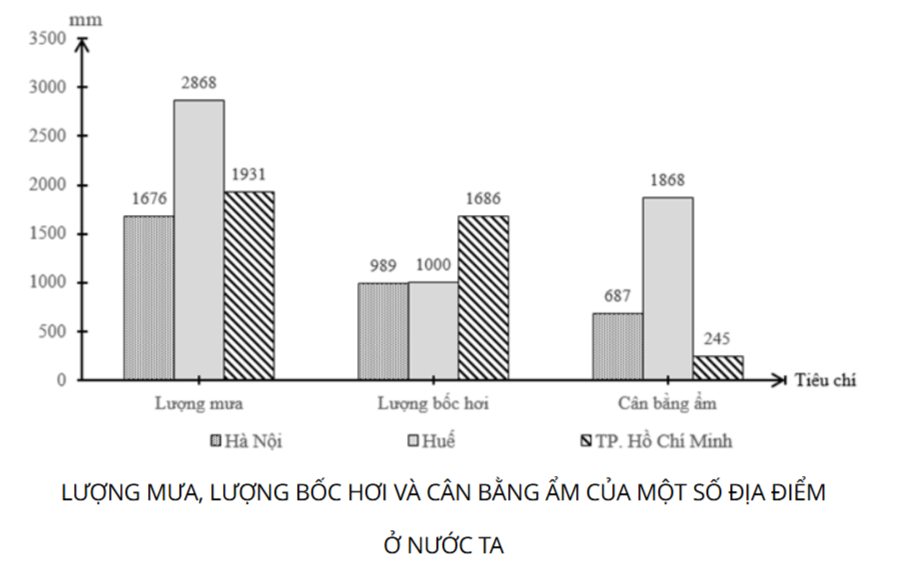 mm
3500
3000
2500
2000
1500
1000
500
0
1676
2868
1931
989
1000
1686
687
1868
245
Tiêu chí
Lượng mưa
Lượng bốc hơi
Cân bằng ẩm
Hà Nội
Huế
TP. Hồ Chí Minh
LƯỢNG MƯA, LƯỢNG BỐC HƠI VÀ CÂN BẰNG ẨM CỦA MỘT SỐ ĐỊA ĐIỂM
Ở NƯỚC TA